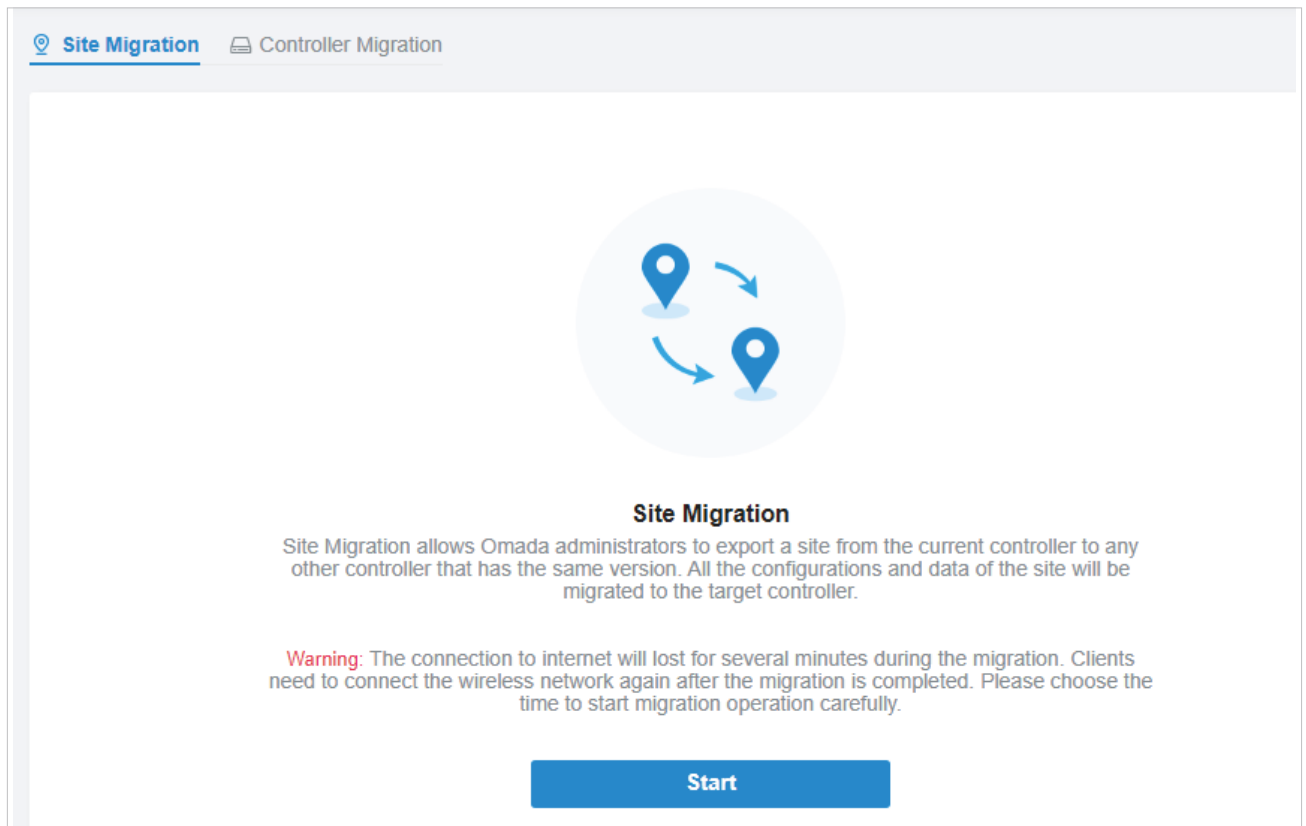 Site Migration Controller Migration
Site Migration
Site Migration allows Omada administrators to export a site from the current controller to any
other controller that has the same version. All the configurations and data of the site will be
migrated to the target controller.
Warning: The connection to internet will lost for several minutes during the migration. Clients
need to connect the wireless network again after the migration is completed. Please choose the
time to start migration operation carefully.
Start